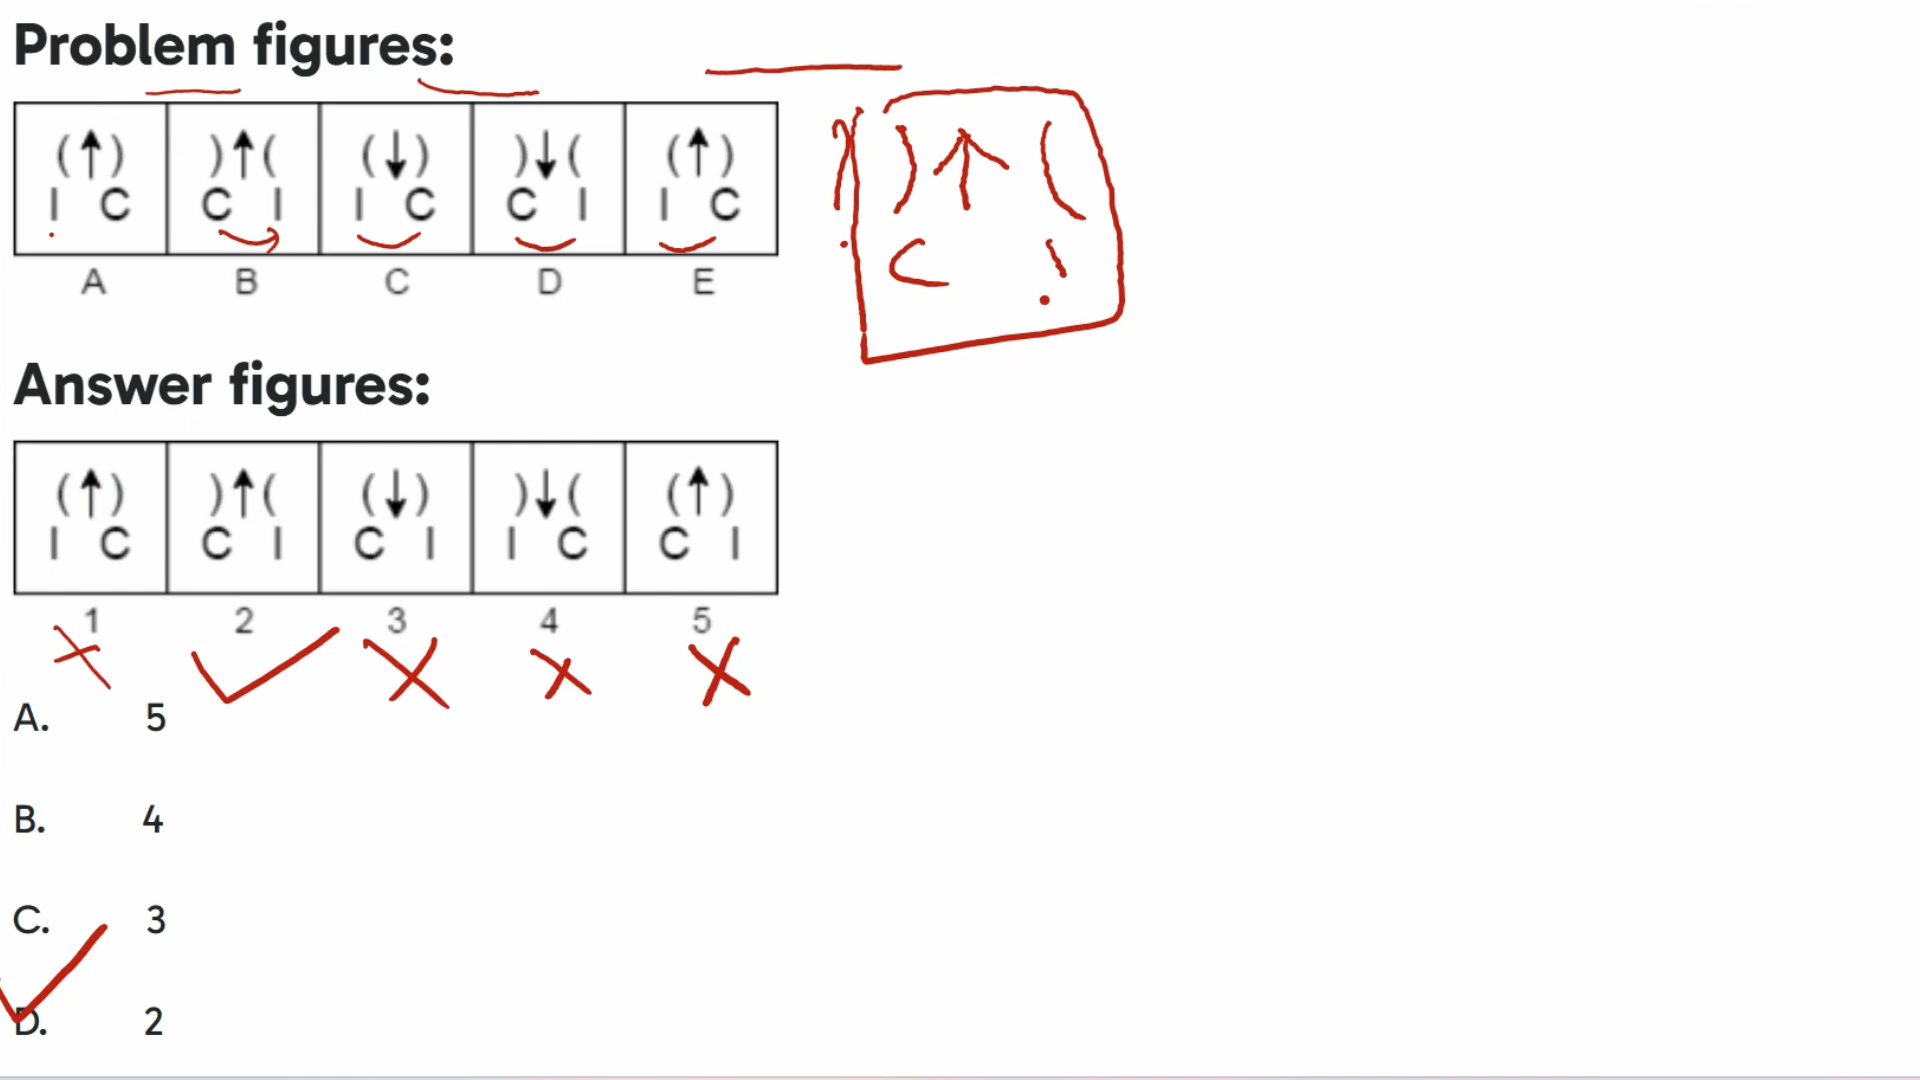 Problem figures:
(↑) )↑( (↓) )↓( (↑)
I C C I I C C I I C
A B C D E
) ↑ (
C I
Answer figures:
(↑) )↑( (↓) )↓( (↑)
I C C I C I I C C I
1 2 3 4 5
A. 5
B. 4
C. 3
D. 2